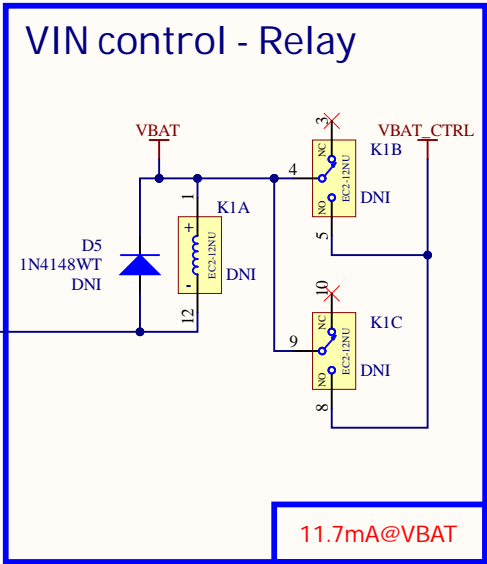 VIN control - Relay
VBAT
VBAT_CTRL
3
NC
K1B
4
EC2-12NU
DNI
NO
5
1
K1A
+
EC2-12NU
DNI
-
12
D5
1N4148WT
DNI
10
NC
K1C
9
EC2-12NU
DNI
NO
8
11.7mA@VBAT